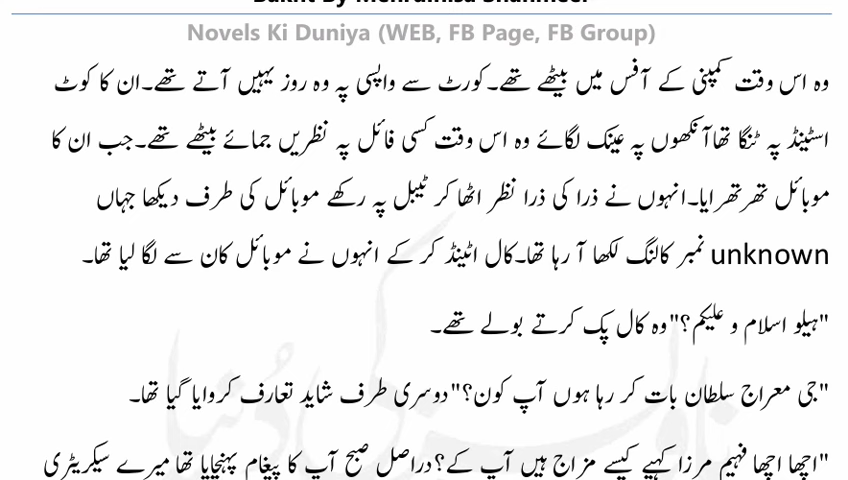 Bakht By Mehrunisa Shahmeer
Novels Ki Duniya (WEB, FB Page, FB Group)
وہ اس وقت کمپنی کے آفس میں بیٹھے تھے۔کورٹ سے واپسی پہ وہ روز یہیں آتے تھے۔ان کا کوٹ
اسٹینڈ پہ ٹنگا تھاآنکھوں پہ عینک لگائے وہ اس وقت کسی فائل پہ نظریں جمائے بیٹھے تھے۔جب ان کا
موبائل تھرتھرایا۔انہوں نے ذرا کی ذرا نظر اٹھا کر ٹیبل پہ رکھے موبائل کی طرف دیکھا جہاں
unknown نمبر کالنگ لکھا آ رہا تھا۔کال اٹینڈ کر کے انہوں نے موبائل کان سے لگا لیا تھا۔
"ہیلو اسلام و علیکم؟"وہ کال پک کرتے بولے تھے۔
"جی معراج سلطان بات کر رہا ہوں آپ کون؟"دوسری طرف شاید تعارف کروایا گیا تھا۔
"اچھا اچھا فہیم مرزا کہیے کیسے مزاج ہیں آپ کے؟دراصل صبح آپ کا پیغام پہنچایا تھا میرے سیکریٹری